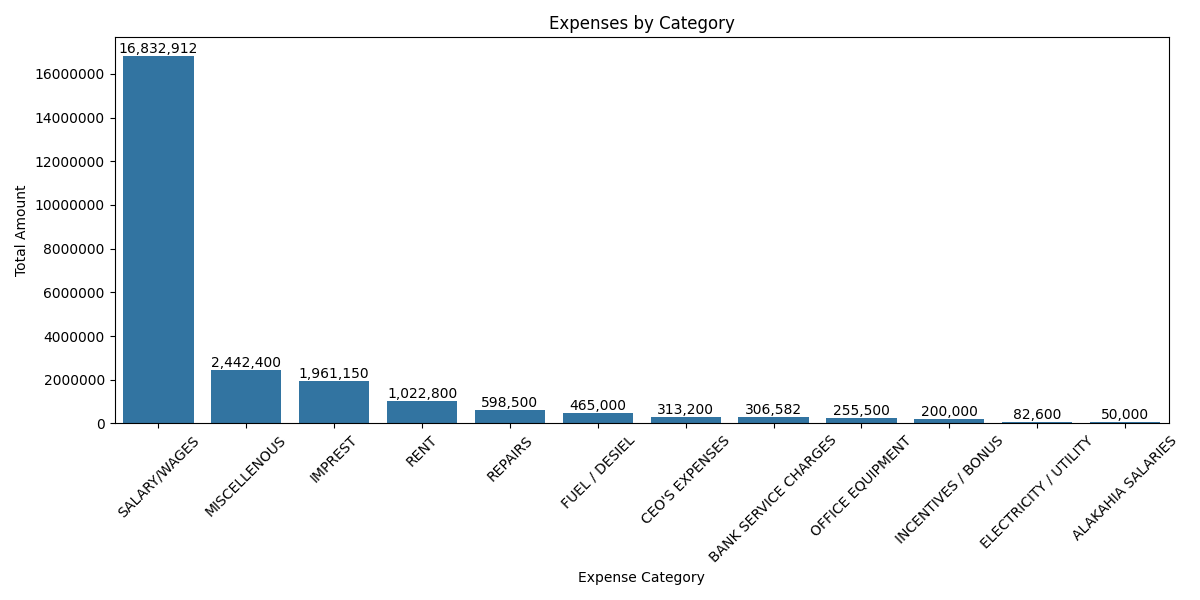 Expenses by Category
Total Amount
16000000
14000000
12000000
10000000
8000000
6000000
4000000
2000000
0
16,832,912
2,442,400
1,961,150
1,022,800
598,500
465,000
313,200
306,582
255,500
200,000
82,600
50,000
SALARY/WAGES
MISCELLENOUS
IMPREST
RENT
REPAIRS
FUEL / DESIEL
CEO'S EXPENSES
BANK SERVICE CHARGES
OFFICE EQUIPMENT
INCENTIVES / BONUS
ELECTRICITY / UTILITY
ALAKAHIA SALARIES
Expense Category